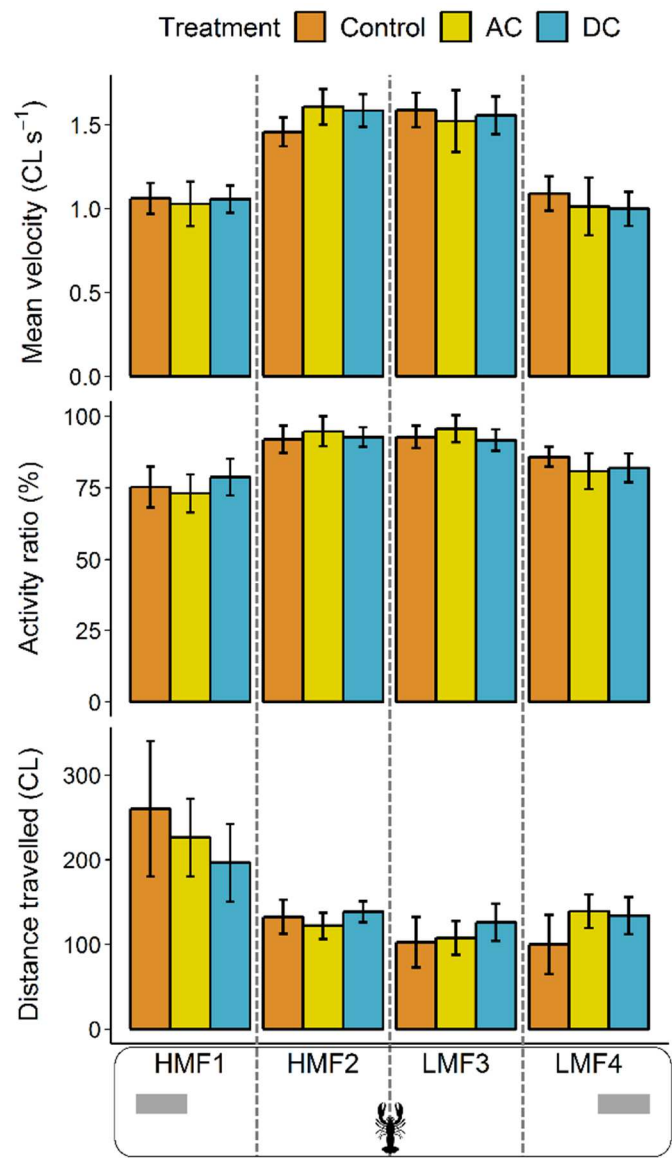 Treatment Control AC DC
Mean velocity (CL s⁻¹)
1.5
1.0
0.5
0.0
Activity ratio (%)
100
75
50
25
0
Distance travelled (CL)
300
200
100
0
HMF1 HMF2 LMF3 LMF4